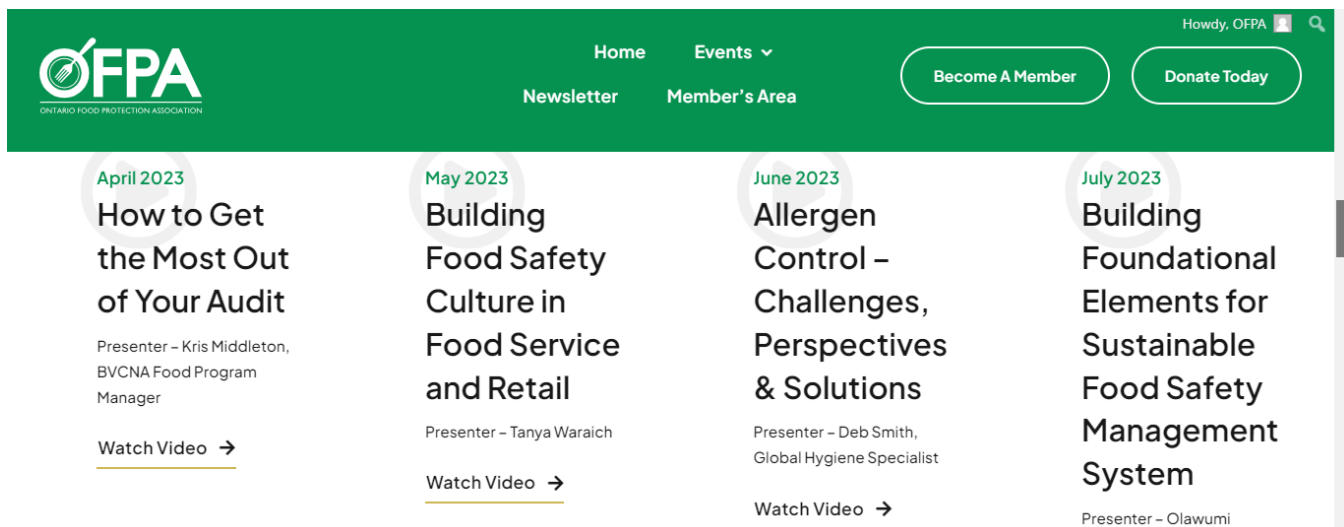 Howdy, OFPA
OFPA
ONTARIO FOOD PROTECTION ASSOCIATION
Home
Events
Newsletter
Member's Area
Become A Member
Donate Today
April 2023
How to Get
the Most Out
of Your Audit
Presenter – Kris Middleton,
BVCNA Food Program
Manager
Watch Video →
May 2023
Building
Food Safety
Culture in
Food Service
and Retail
Presenter – Tanya Waraich
Watch Video →
June 2023
Allergen
Control –
Challenges,
Perspectives
& Solutions
Presenter – Deb Smith,
Global Hygiene Specialist
Watch Video →
July 2023
Building
Foundational
Elements for
Sustainable
Food Safety
Management
System
Presenter – Olawumi